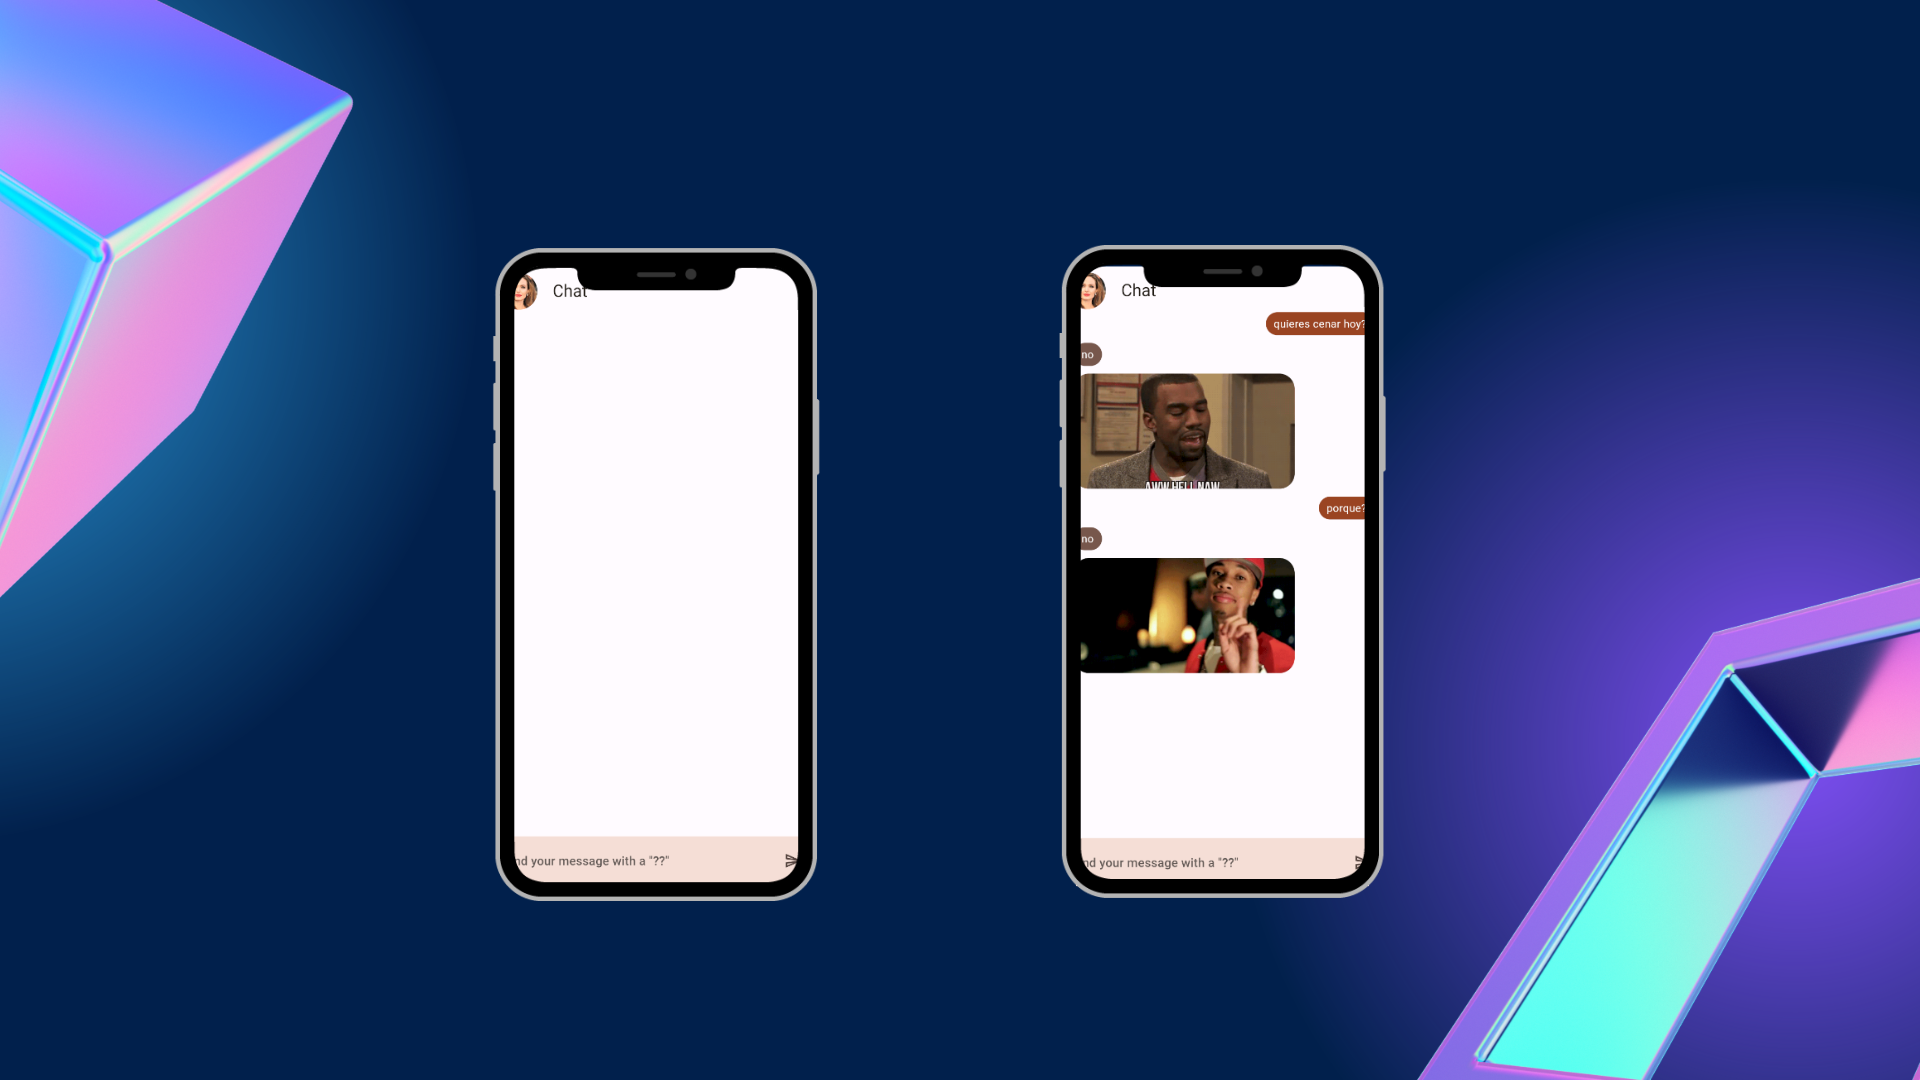 Chat
nd your message with a "??"
Chat
quieres cenar hoy?
no
AWW HELL NAW
porque?
no
nd your message with a "??"